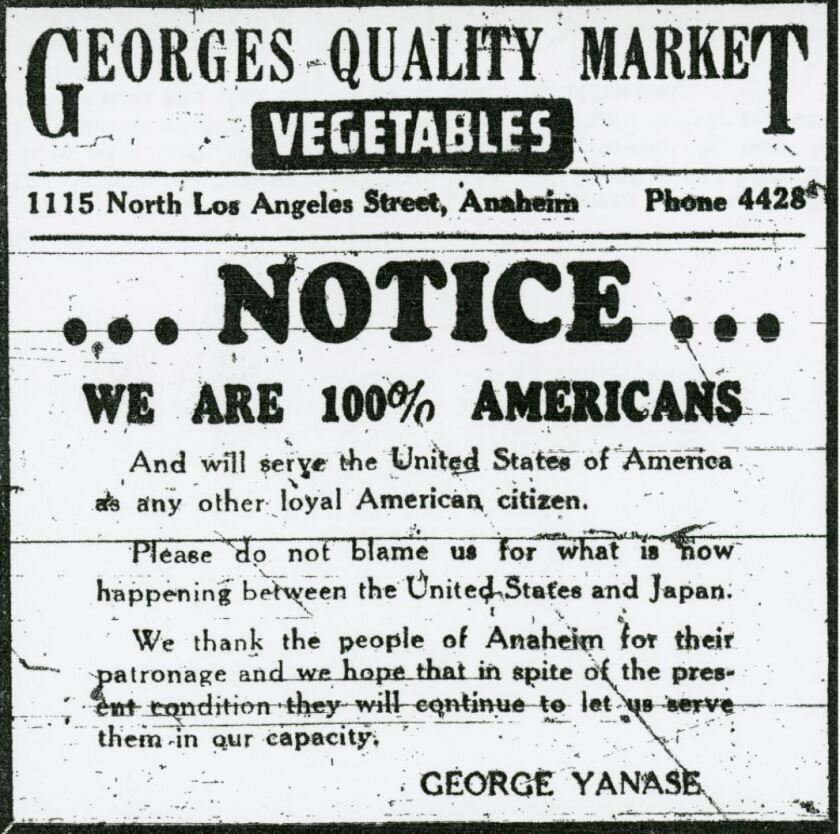 GEORGES QUALITY MARKET
VEGETABLES
1115 North Los Angeles Street, Anaheim Phone 4428
... NOTICE ...
WE ARE 100% AMERICANS
And will serve the United States of America
as any other loyal American citizen.
Please do not blame us for what is now
happening between the United States and Japan.
We thank the people of Anaheim for their
patronage and we hope that in spite of the pres-
ent condition they will continue to let us serve
them in our capacity.
GEORGE YANASE